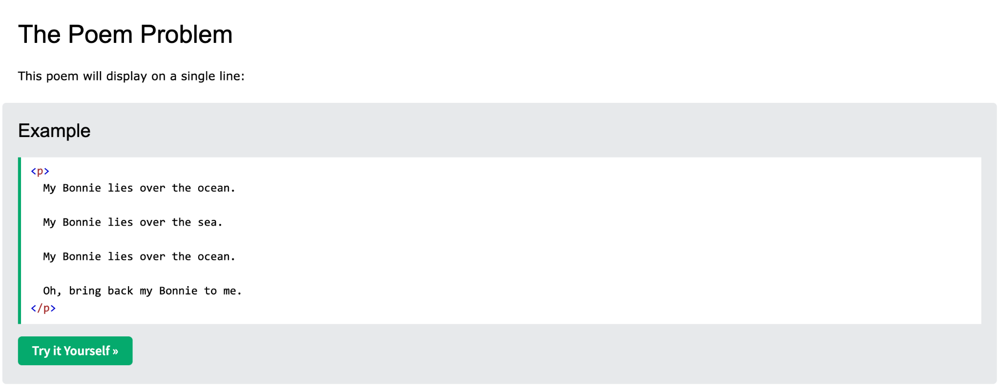 The Poem Problem
This poem will display on a single line:
Example
<p>
My Bonnie lies over the ocean.
My Bonnie lies over the sea.
My Bonnie lies over the ocean.
Oh, bring back my Bonnie to me.
</p>
Try it Yourself »